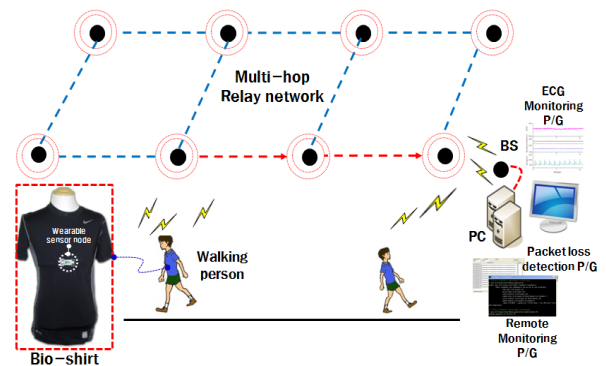 Multi-hop
Relay network
ECG
Monitoring
P/G
BS
Wearable
sensor node
Walking
person
PC
Packet loss
detection P/G
Remote
Monitoring
P/G
Bio-shirt